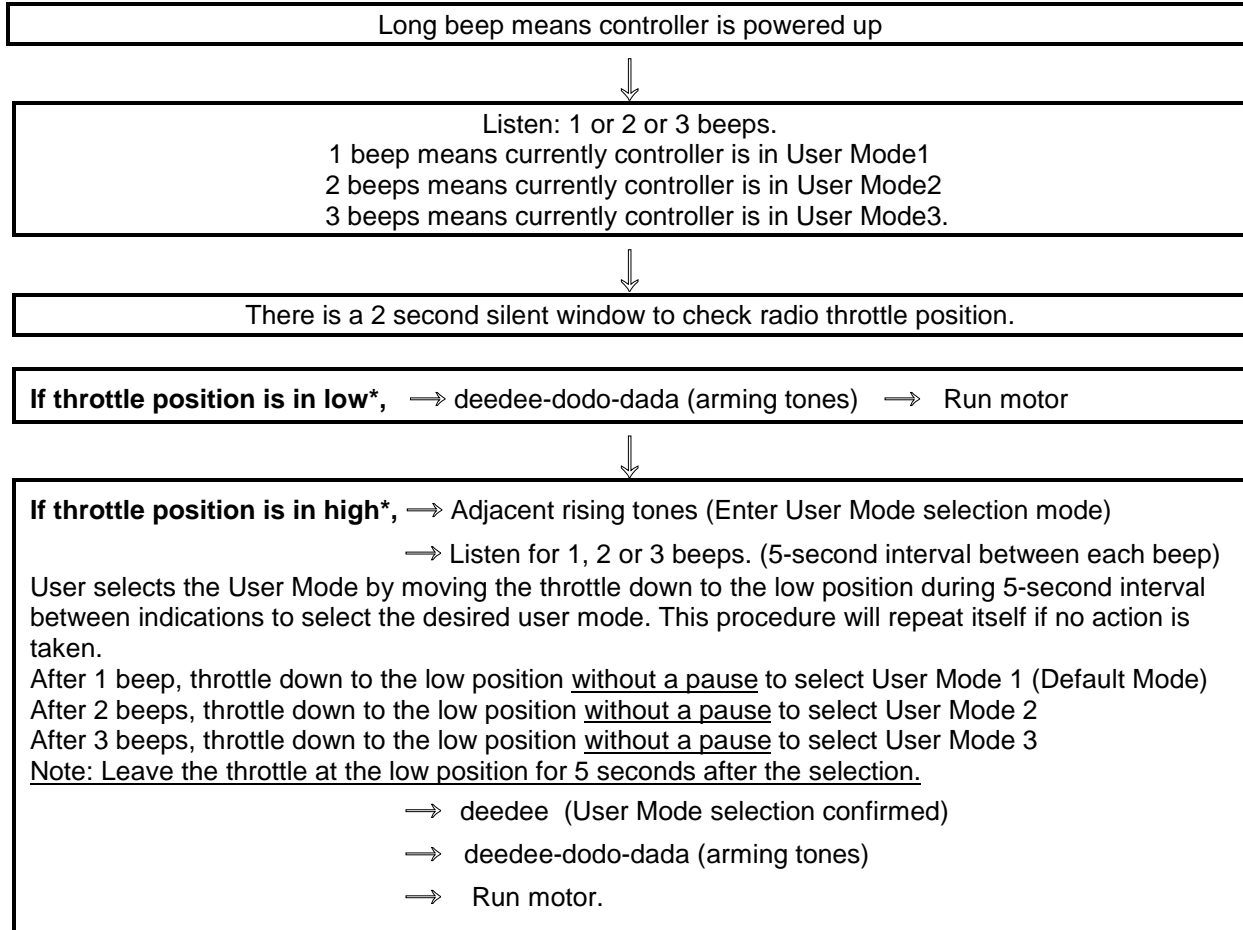 Long beep means controller is powered up
⇓
Listen: 1 or 2 or 3 beeps.
1 beep means currently controller is in User Mode1
2 beeps means currently controller is in User Mode2
3 beeps means currently controller is in User Mode3.
⇓
There is a 2 second silent window to check radio throttle position.
If throttle position is in low*, ⇒ deedee-dodo-dada (arming tones) ⇒ Run motor
⇓
If throttle position is in high*, ⇒ Adjacent rising tones (Enter User Mode selection mode)
⇒ Listen for 1, 2 or 3 beeps. (5-second interval between each beep)
User selects the User Mode by moving the throttle down to the low position during 5-second interval
between indications to select the desired user mode. This procedure will repeat itself if no action is
taken.
After 1 beep, throttle down to the low position without a pause to select User Mode 1 (Default Mode)
After 2 beeps, throttle down to the low position without a pause to select User Mode 2
After 3 beeps, throttle down to the low position without a pause to select User Mode 3
Note: Leave the throttle at the low position for 5 seconds after the selection.
⇒ deedee (User Mode selection confirmed)
⇒ deedee-dodo-dada (arming tones)
⇒ Run motor.